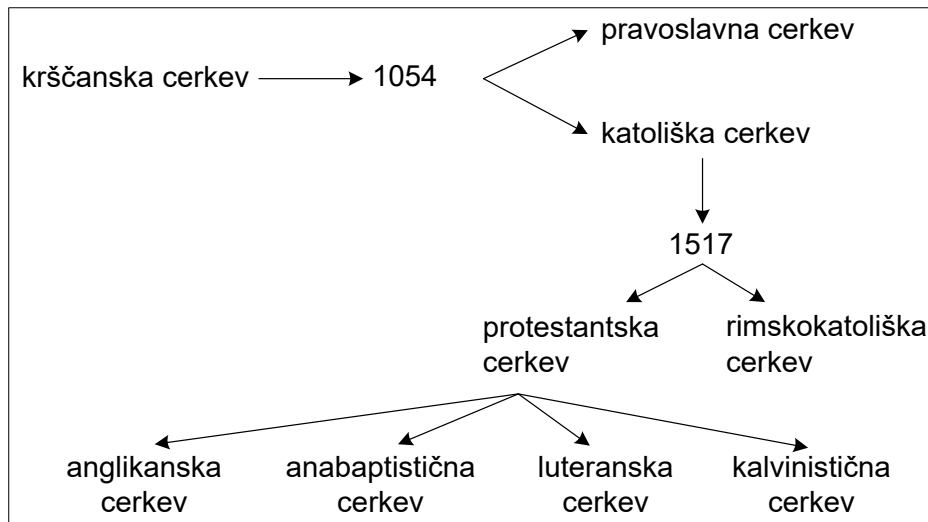 pravoslavna cerkev
krščanska cerkev
1054
katoliška cerkev
1517
protestantska
cerkev
rimskokatoliška
cerkev
anglikanska
cerkev
anabaptistična
cerkev
luteranska
cerkev
kalvinistična
cerkev